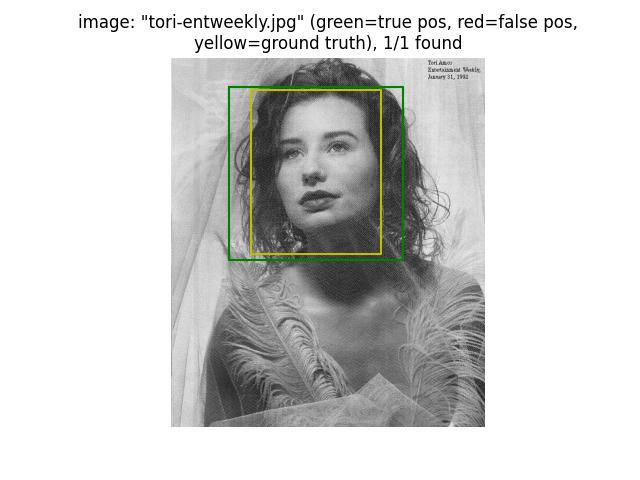 image: "tori-entweekly.jpg" (green=true pos, red=false pos,
yellow=ground truth), 1/1 found
Tori Amos
Entertainment Weekly,
January 31, 1992